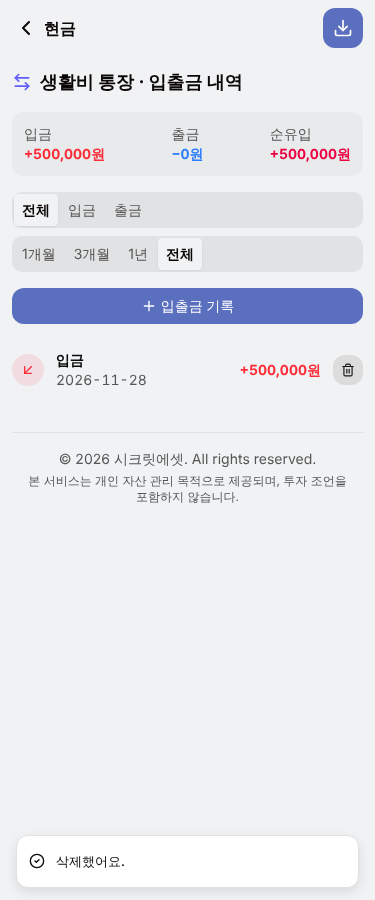 현금
생활비 통장 · 입출금 내역
입금 출금 순유입
+500,000원 −0원 +500,000원
전체 입금 출금
1개월 3개월 1년 전체
+ 입출금 기록
입금
2026-11-28
+500,000원
© 2026 시크릿에셋. All rights reserved.
본 서비스는 개인 자산 관리 목적으로 제공되며, 투자 조언을
포함하지 않습니다.
삭제했어요.